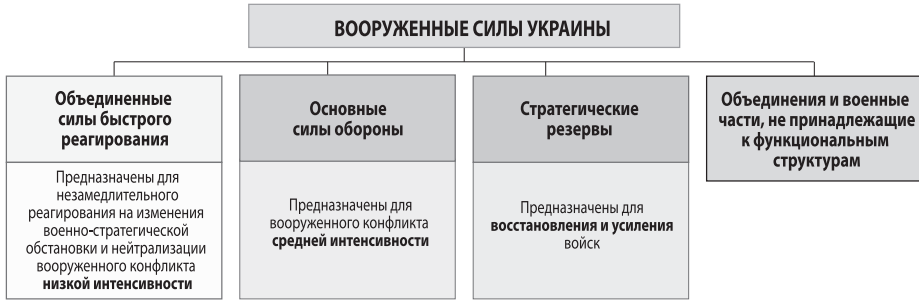 ВООРУЖЕННЫЕ СИЛЫ УКРАИНЫ
Объединенные
силы быстрого
реагирования
Предназначены для
незамедлительного
реагирования на изменения
военно-стратегической
обстановки и нейтрализации
вооруженного конфликта
низкой интенсивности
Основные
силы обороны
Предназначены для
вооруженного конфликта
средней интенсивности
Стратегические
резервы
Предназначены для
восстановления и усиления
войск
Объединения и военные
части, не принадлежащие
к функциональным
структурам